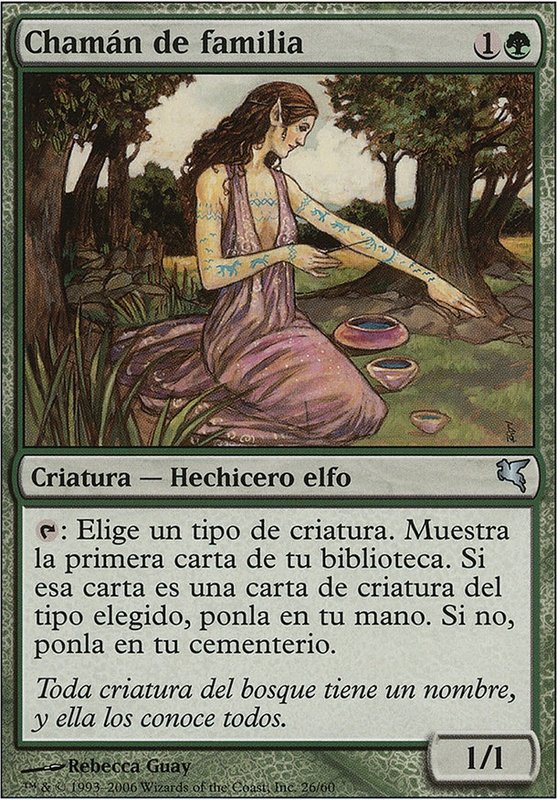 Chamán de familia 1
Criatura — Hechicero elfo
: Elige un tipo de criatura. Muestra
la primera carta de tu biblioteca. Si
esa carta es una carta de criatura del
tipo elegido, ponla en tu mano. Si no,
ponla en tu cementerio.
Toda criatura del bosque tiene un nombre,
y ella los conoce todos.
Rebecca Guay
1/1
™ & © 1993-2006 Wizards of the Coast, Inc. 26/60